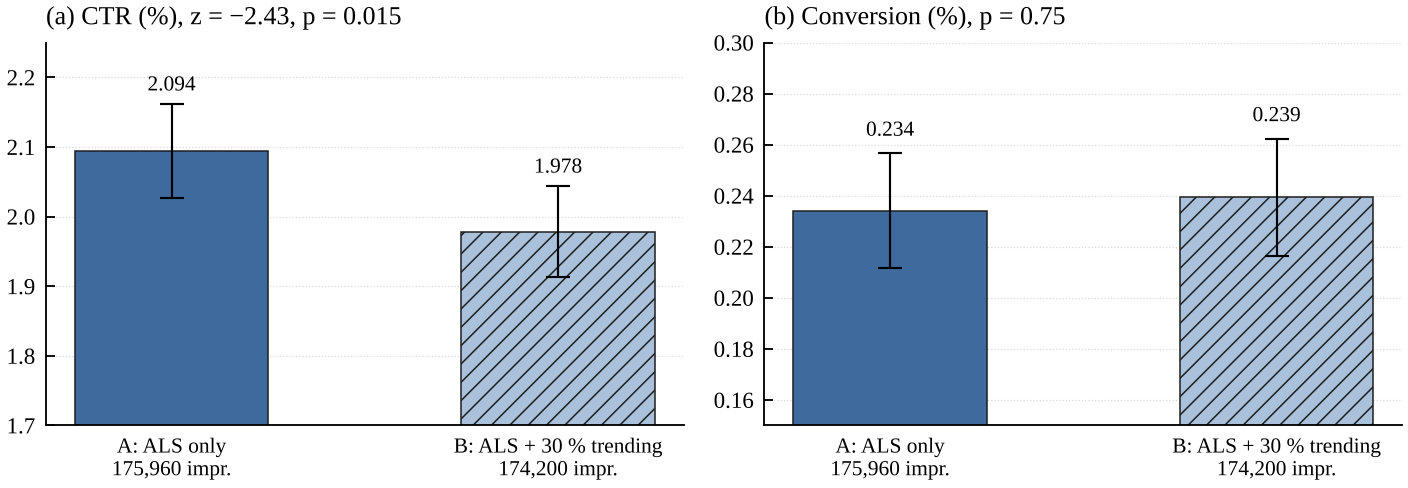 (a) CTR (%), z = −2.43, p = 0.015
2.2
2.1
2.0
1.9
1.8
1.7
2.094
1.978
A: ALS only
175,960 impr.
B: ALS + 30 % trending
174,200 impr.
(b) Conversion (%), p = 0.75
0.30
0.28
0.26
0.24
0.22
0.20
0.18
0.16
0.234
0.239
A: ALS only
175,960 impr.
B: ALS + 30 % trending
174,200 impr.